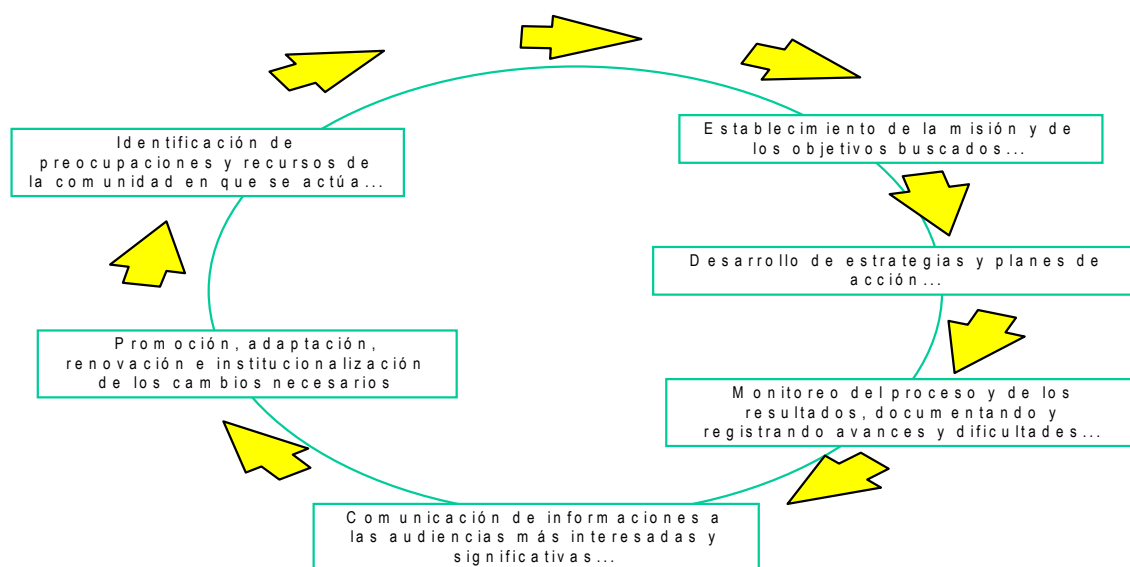 Identificación de
preocupaciones y recursos de
la comunidad en que se actúa...
Establecimiento de la misión y de
los objetivos buscados...
Desarrollo de estrategias y planes de
acción...
Monitoreo del proceso y de los
resultados, documentando y
registrando avances y dificultades...
Comunicación de informaciones a
las audiencias más interesadas y
significativas...
Promoción, adaptación,
renovación e institucionalización
de los cambios necesarios